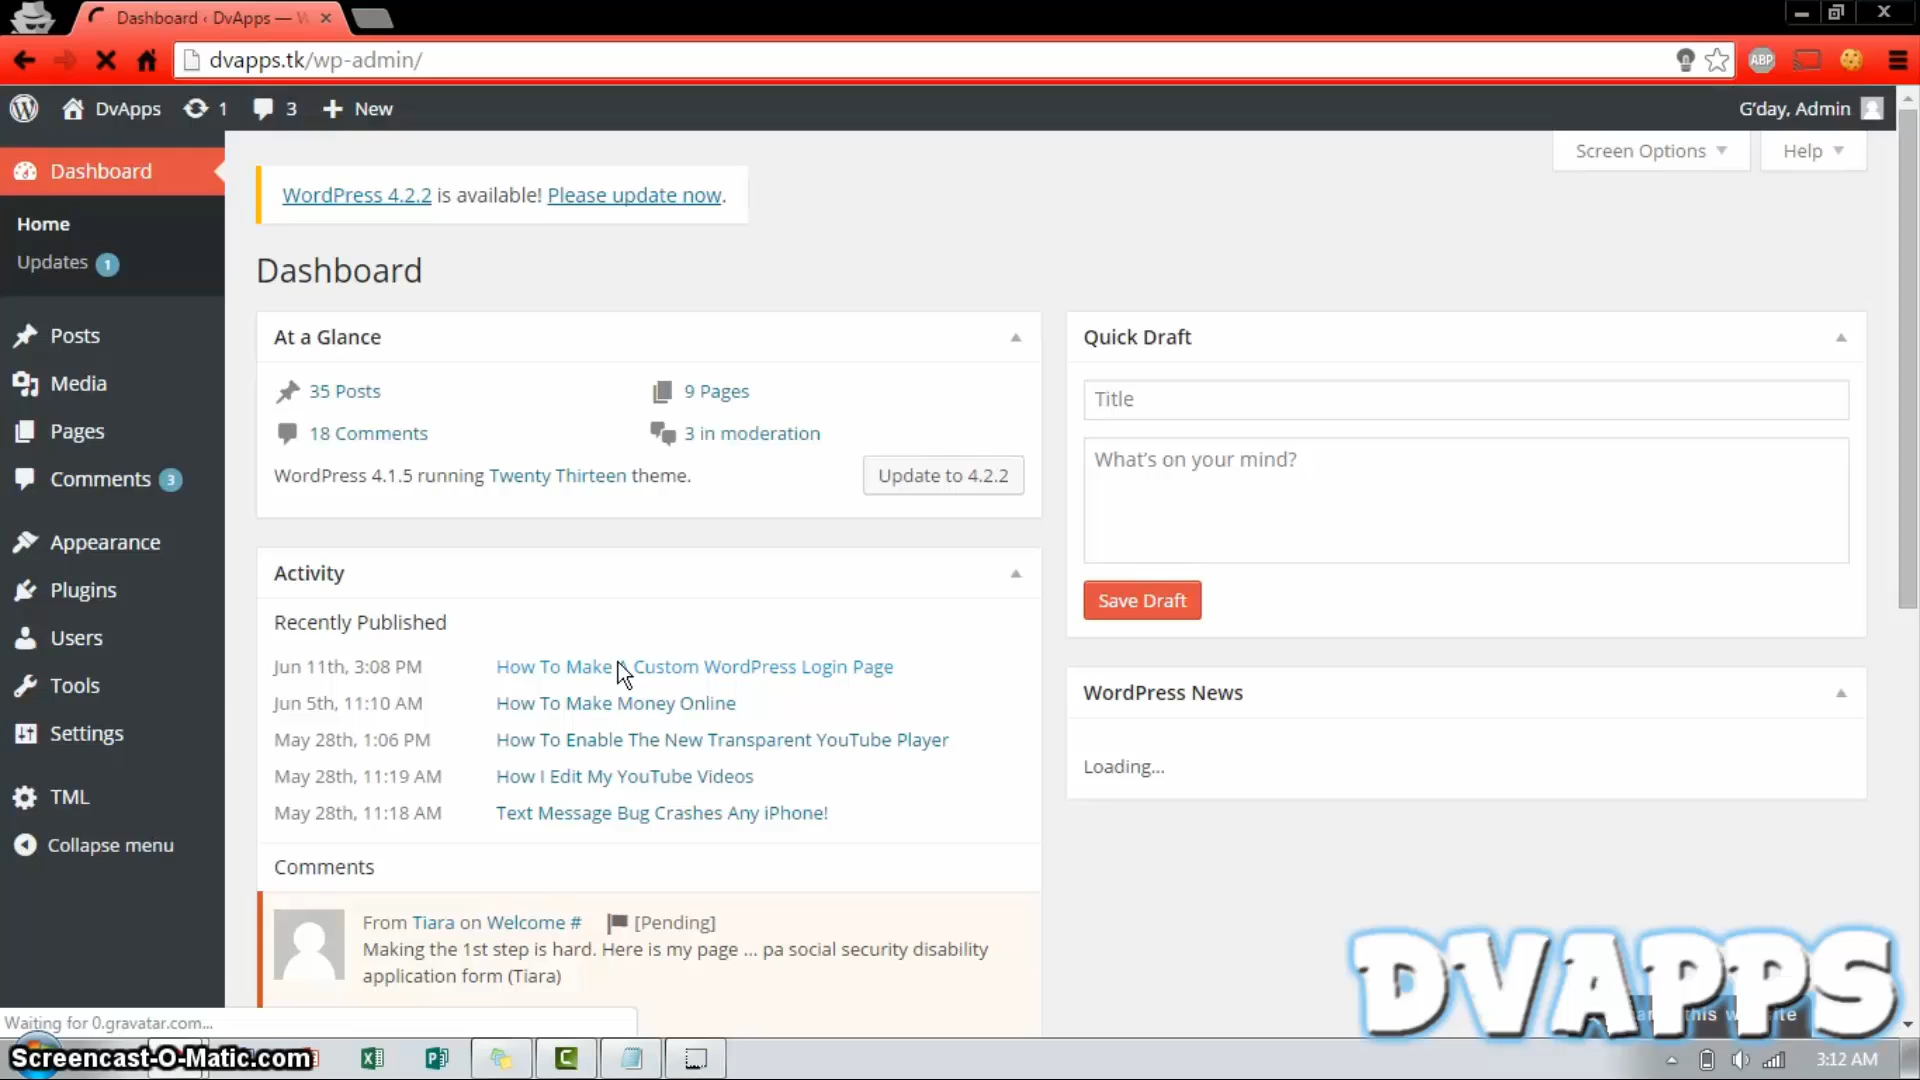 Dashboard ‹ DvApps —
dvapps.tk/wp-admin/
ABP
DvApps 1 3 New
G'day, Admin
Dashboard
Home
Updates 1
Posts
Media
Pages
Comments 3
Appearance
Plugins
Users
Tools
Settings
TML
Collapse menu
Screen Options
Help
WordPress 4.2.2 is available! Please update now.
Dashboard
At a Glance
35 Posts
9 Pages
18 Comments
3 in moderation
WordPress 4.1.5 running Twenty Thirteen theme.
Update to 4.2.2
Activity
Recently Published
Jun 11th, 3:08 PM How To Make A Custom WordPress Login Page
Jun 5th, 11:10 AM How To Make Money Online
May 28th, 1:06 PM How To Enable The New Transparent YouTube Player
May 28th, 11:19 AM How I Edit My YouTube Videos
May 28th, 11:18 AM Text Message Bug Crashes Any iPhone!
Comments
From Tiara on Welcome # [Pending]
Making the 1st step is hard. Here is my page ... pa social security disability
application form (Tiara)
Quick Draft
Title
What's on your mind?
Save Draft
WordPress News
Loading...
DVAPPS
this
Waiting for 0.gravatar.com...
Screencast-O-Matic.com
3:12 AM